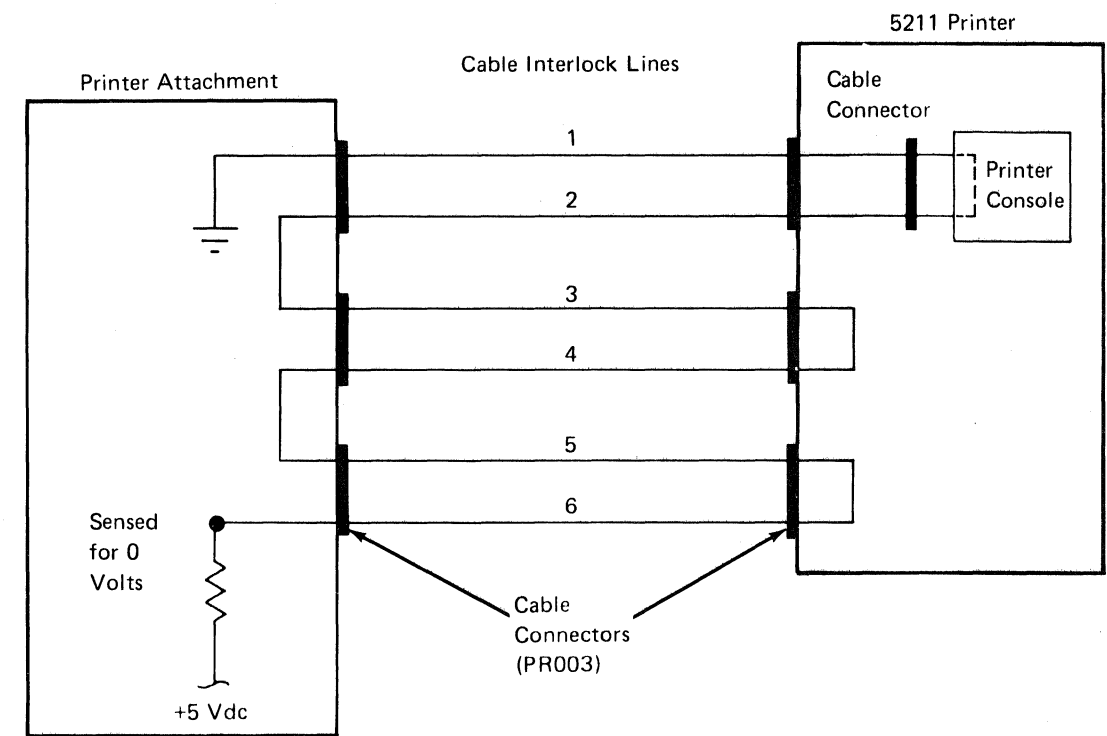 5211 Printer
Cable Interlock Lines
Printer Attachment
Cable
Connector
1
Printer
Console
2
3
4
5
6
Sensed
for 0
Volts
Cable
Connectors
(PR003)
+5 Vdc